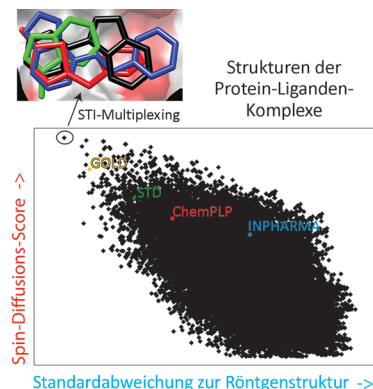 STI-Multiplexing
Strukturen der
Protein-Liganden-
Komplexe
GOLD
STD
ChemPLP
INPHARMA
Spin-Diffusions-Score ->
Standardabweichung zur Röntgenstruktur ->